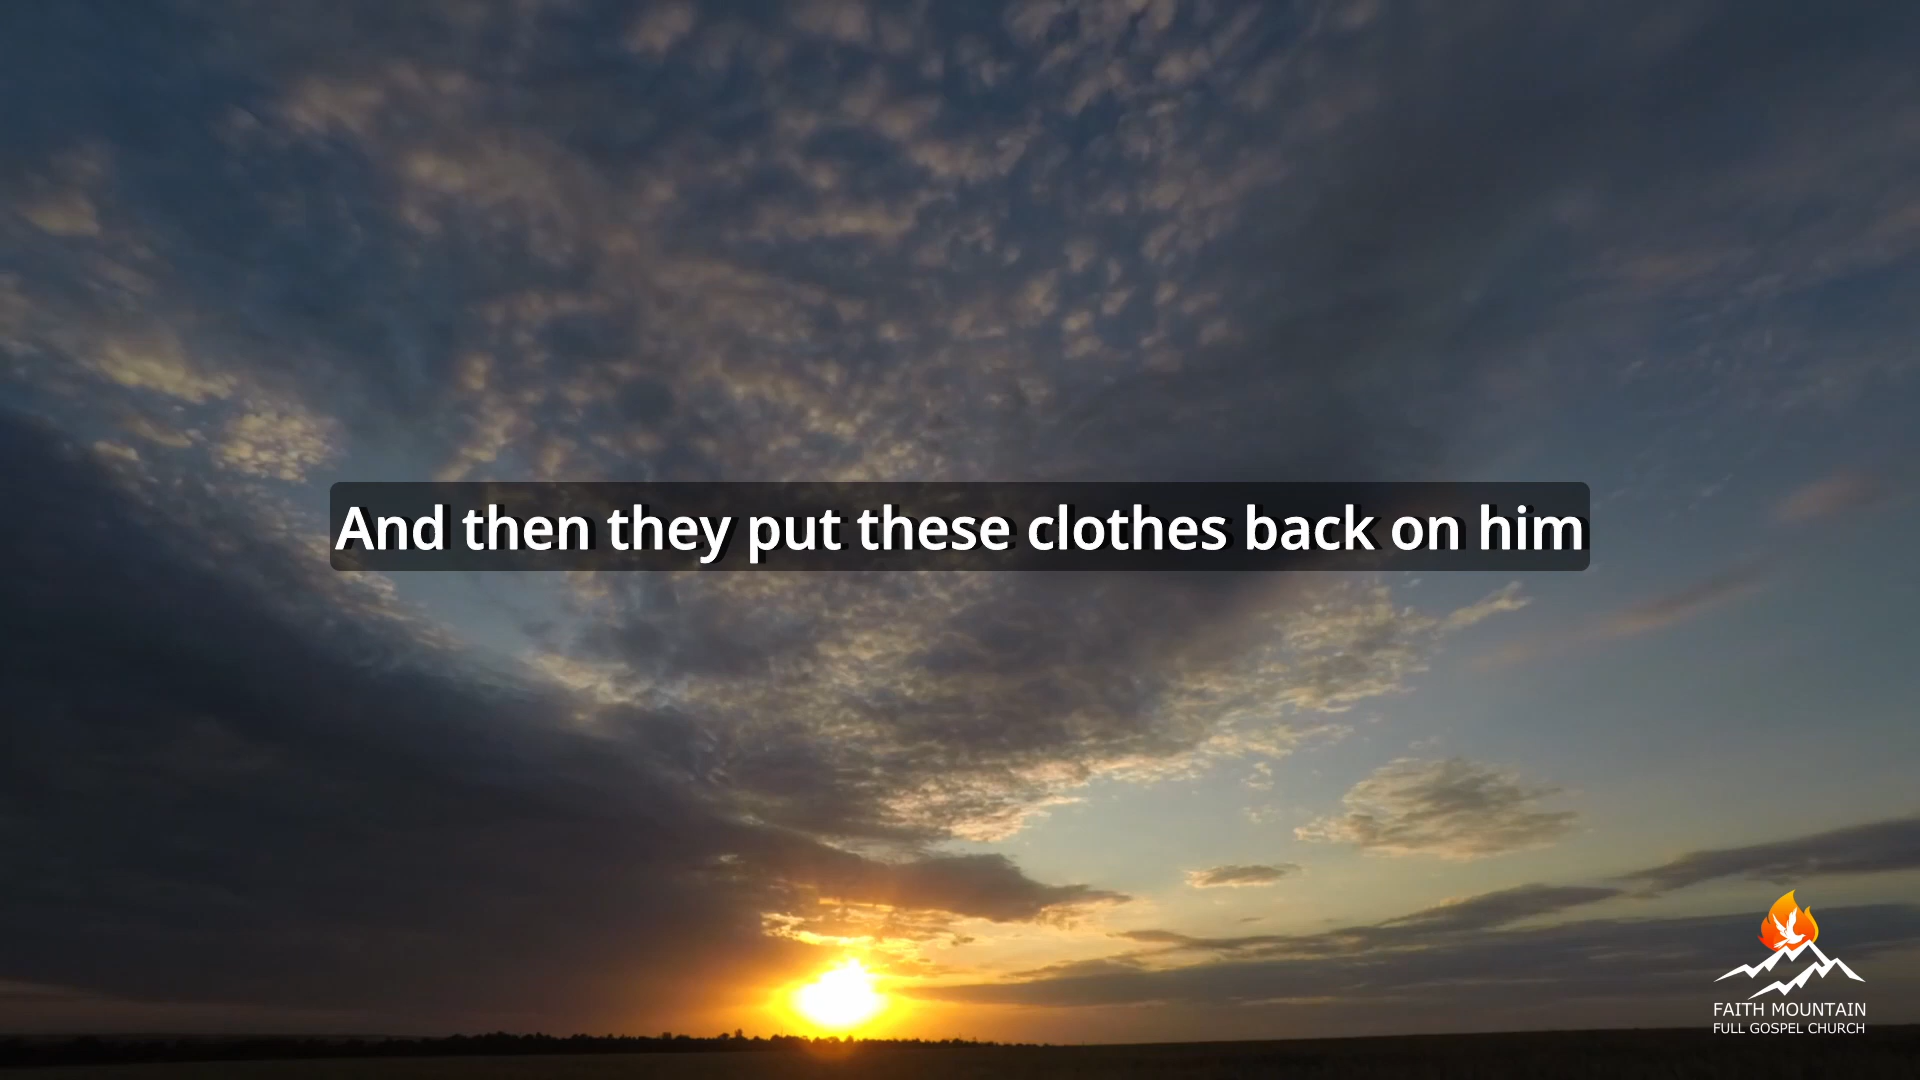 And then they put these clothes back on him
FAITH MOUNTAIN
FULL GOSPEL CHURCH